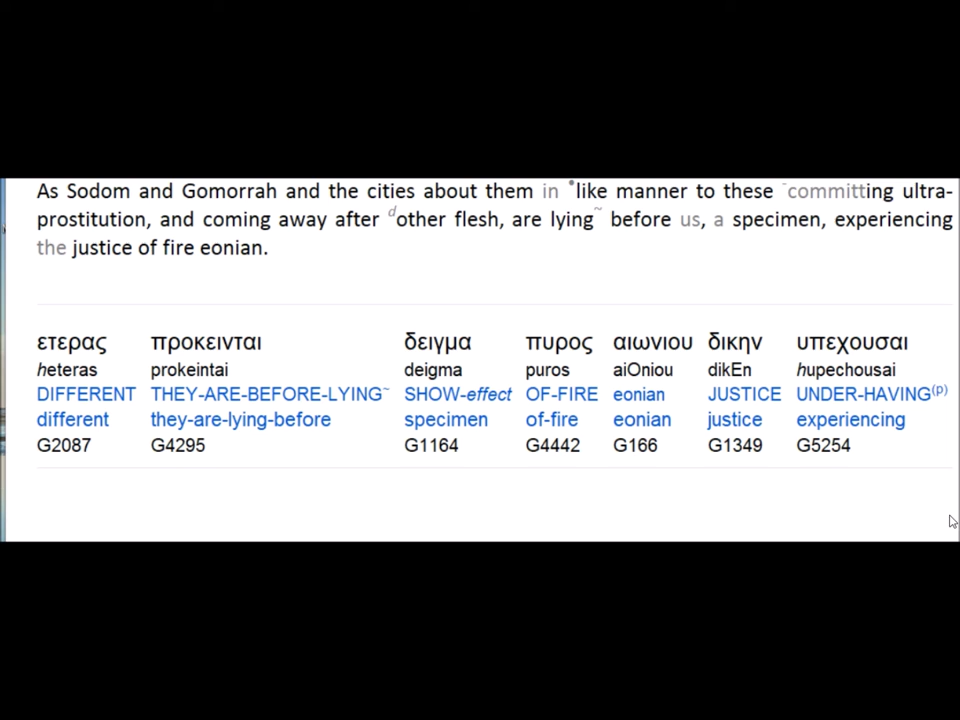 As Sodom and Gomorrah and the cities about them in •like manner to these ‾committing ultra-
prostitution, and coming away after dother flesh, are lying~ before us, a specimen, experiencing
the justice of fire eonian.
ετερας προκεινται δειγμα πυρος αιωνιου δικην υπεχουσαι
heteras prokeintai deigma puros aiOniou dikEn hupechousai
DIFFERENT THEY-ARE-BEFORE-LYING~ SHOW-effect OF-FIRE eonian JUSTICE UNDER-HAVING(p)
different they-are-lying-before specimen of-fire eonian justice experiencing
G2087 G4295 G1164 G4442 G166 G1349 G5254